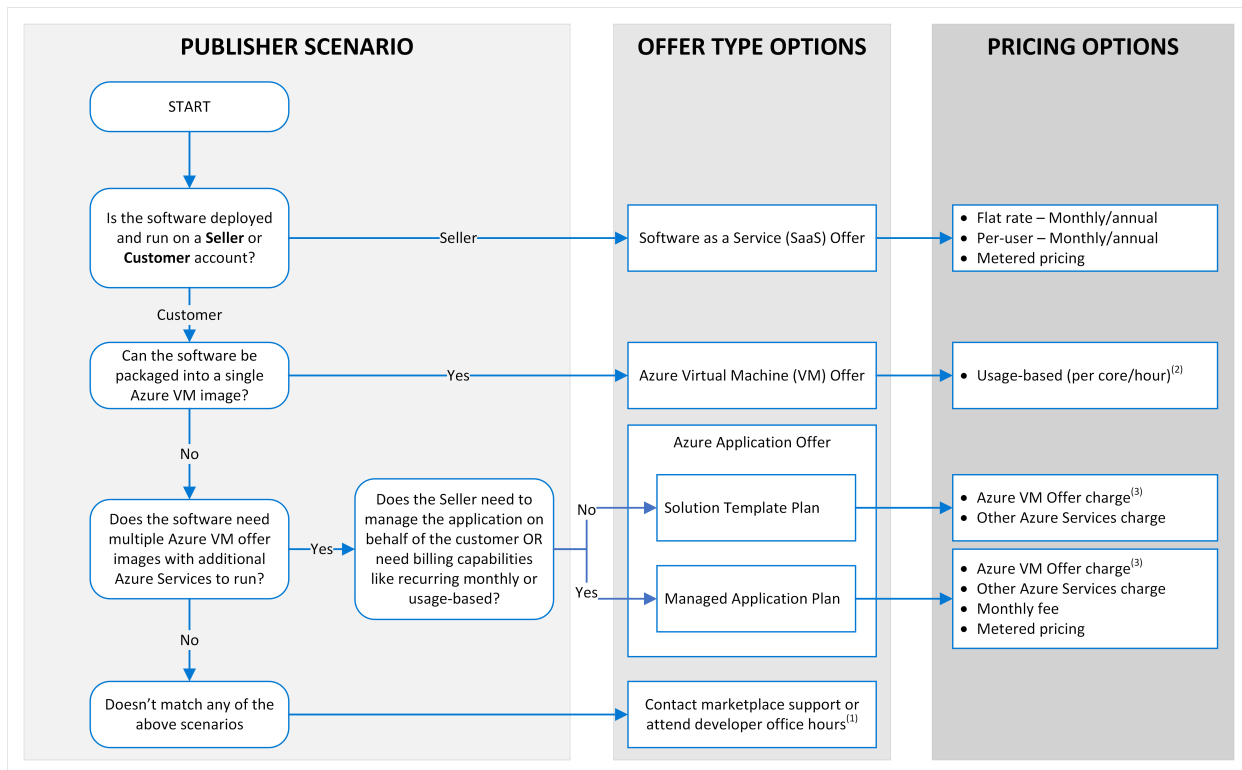 PUBLISHER SCENARIO
OFFER TYPE OPTIONS
PRICING OPTIONS
START
Is the software deployed
and run on a Seller or
Customer account?
Seller
Software as a Service (SaaS) Offer
• Flat rate – Monthly/annual
• Per-user – Monthly/annual
• Metered pricing
Customer
Can the software be
packaged into a single
Azure VM image?
Yes
Azure Virtual Machine (VM) Offer
• Usage-based (per core/hour)(2)
No
Azure Application Offer
Does the software need
multiple Azure VM offer
images with additional
Azure Services to run?
Yes
Does the Seller need to
manage the application on
behalf of the customer OR
need billing capabilities
like recurring monthly or
usage-based?
No
Solution Template Plan
• Azure VM Offer charge(3)
• Other Azure Services charge
Yes
Managed Application Plan
• Azure VM Offer charge(3)
• Other Azure Services charge
• Monthly fee
• Metered pricing
No
Doesn't match any of the
above scenarios
Contact marketplace support or
attend developer office hours(1)